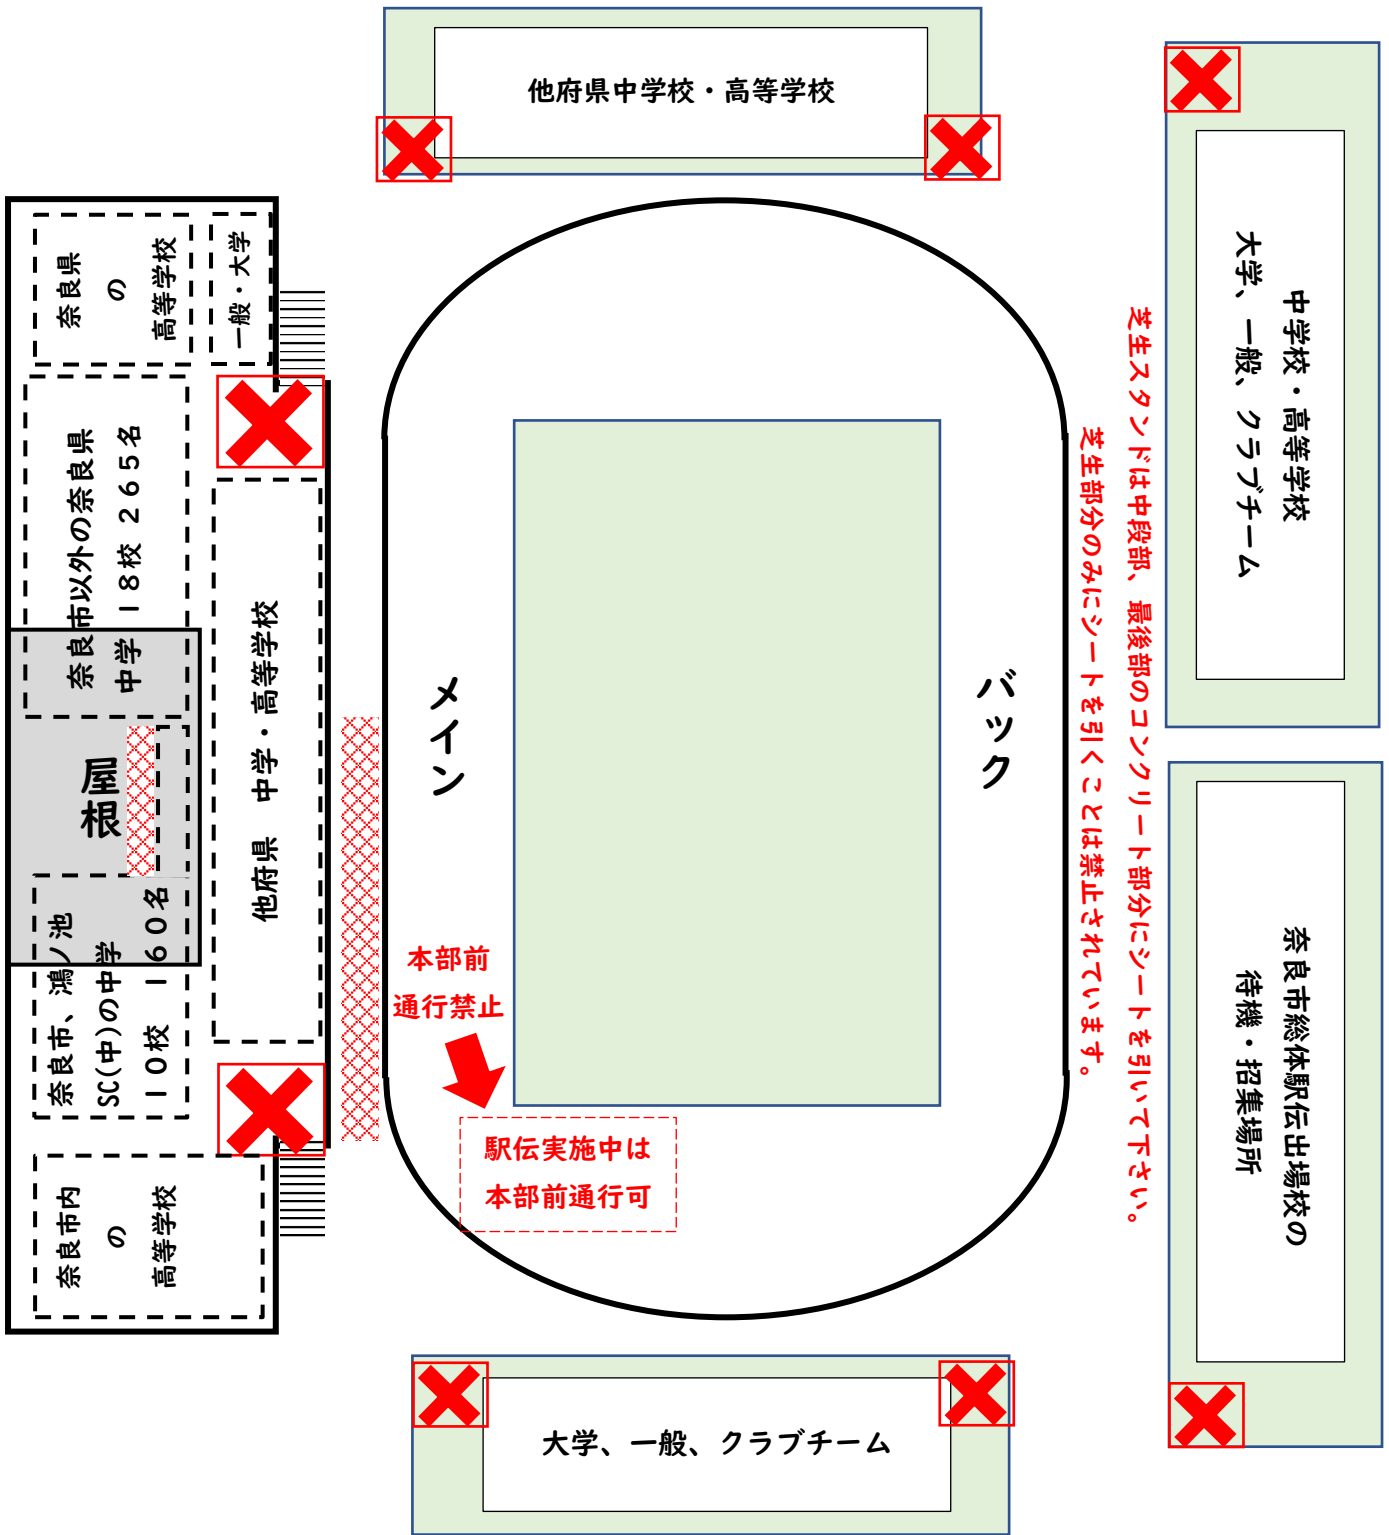 他府県中学校・高等学校
奈良県
の
高等学校
一般・大学
奈良市以外の奈良県
中学 18校 265名
屋根
奈良市、鴻ノ池
SC(中)の中学
10校 160名
奈良市内
の
高等学校
他府県 中学・高等学校
メイン
バック
本部前
通行禁止
駅伝実施中は
本部前通行可
芝生スタンドは中段部、最後部のコンクリート部分にシートを引いて下さい。
芝生部分のみにシートを引くことは禁止されています。
中学校・高等学校
大学、一般、クラブチーム
奈良市総体駅伝出場校の
待機・招集場所
大学、一般、クラブチーム